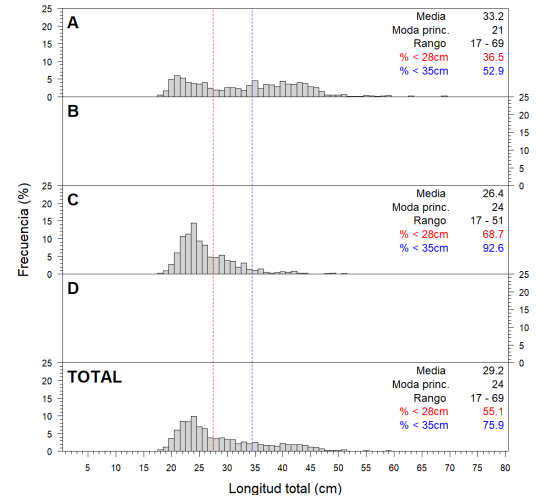 25
20
15
10
5
0
A
Media 33.2
Moda princ. 21
Rango 17 - 69
% < 28cm 36.5
% < 35cm 52.9
B
25
20
15
10
5
0
25
20
15
10
5
0
C
Media 26.4
Moda princ. 24
Rango 17 - 51
% < 28cm 68.7
% < 35cm 92.6
D
25
20
15
10
5
0
25
20
15
10
5
0
TOTAL
Media 29.2
Moda princ. 24
Rango 17 - 69
% < 28cm 55.1
% < 35cm 75.9
Frecuencia (%)
5 10 15 20 25 30 35 40 45 50 55 60 65 70 75 80
Longitud total (cm)